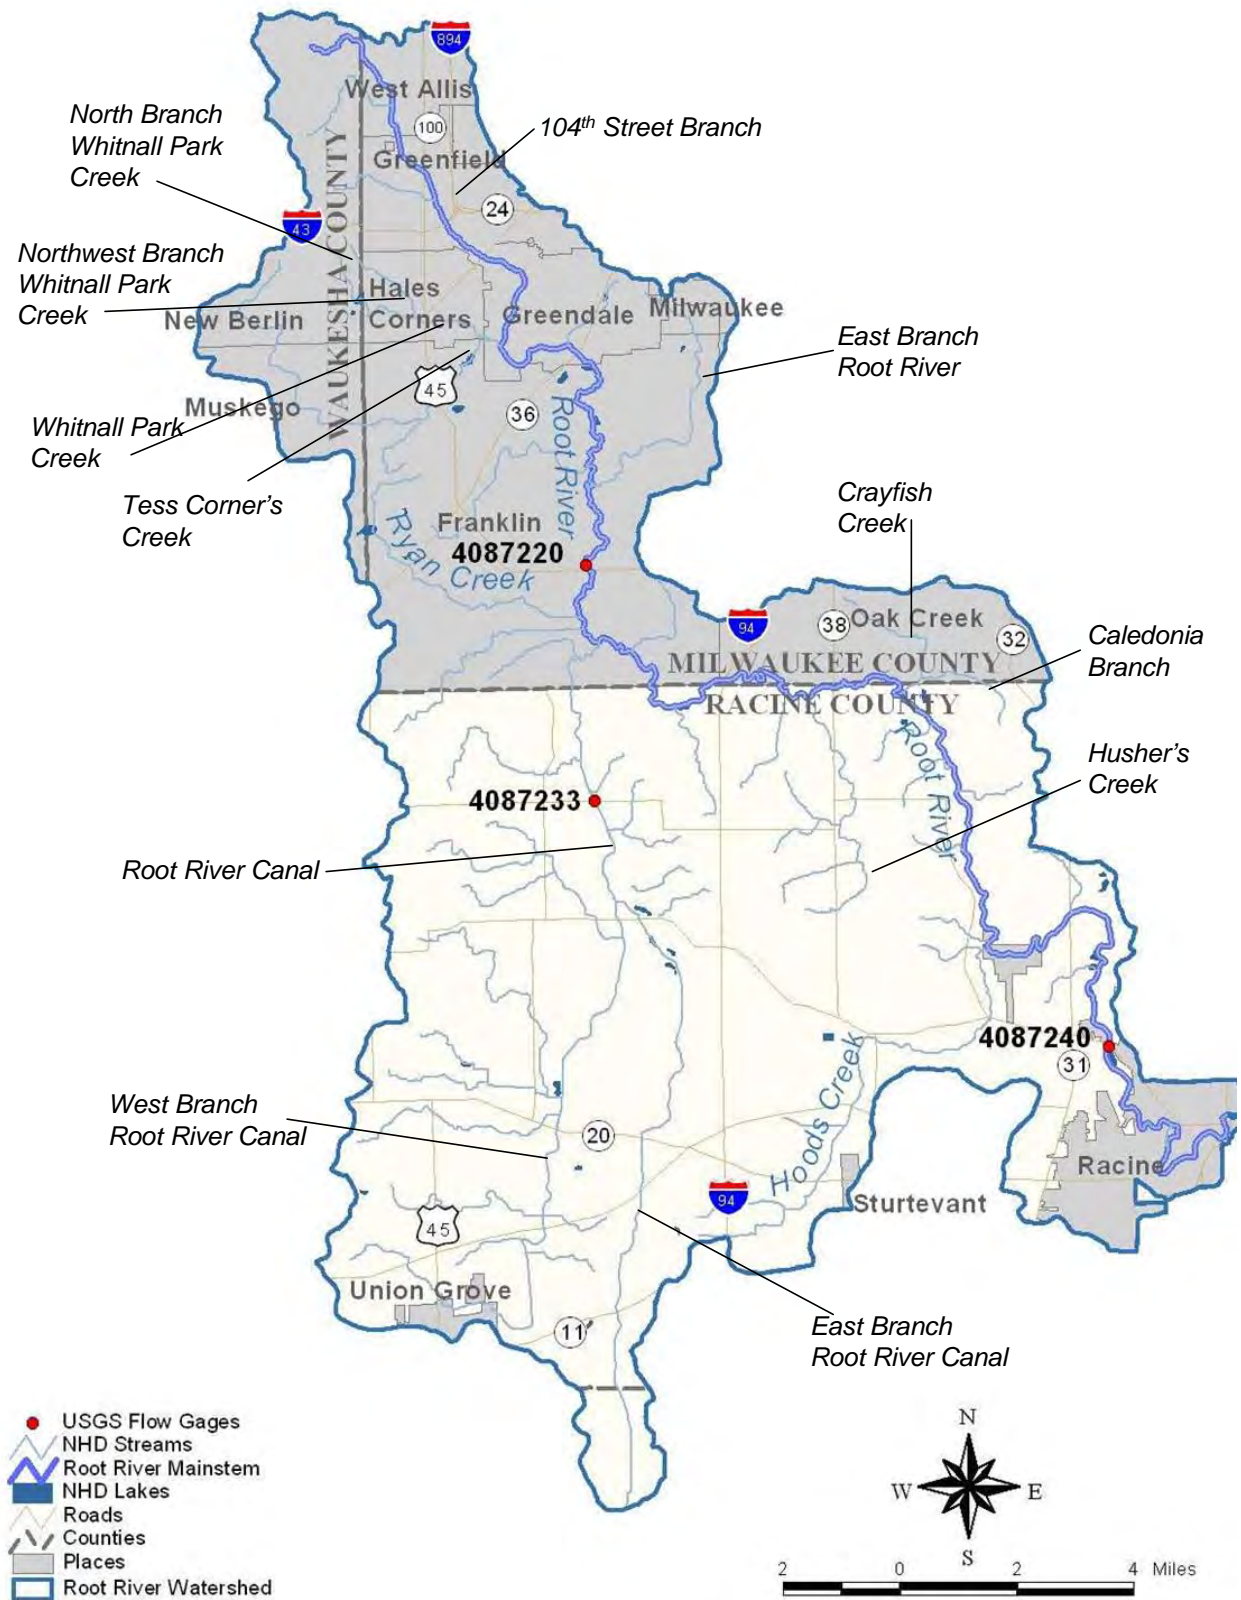 894
West Allis
North Branch
Whitnall Park
Creek
100
104th Street Branch
Greenfield
WAUKESHA COUNTY
24
43
Northwest Branch
Whitnall Park
Creek
Hales
Corners
New Berlin
Greendale
Milwaukee
East Branch
Root River
45
Muskego
36
Root River
Whitnall Park
Creek
Tess Corner's
Creek
Crayfish
Creek
Franklin
4087220
Ryan Creek
94
38
Oak Creek
32
Caledonia
Branch
MILWAUKEE COUNTY
RACINE COUNTY
Root River
Husher's
Creek
4087233
Root River Canal
4087240
31
Hoods Creek
West Branch
Root River Canal
20
Racine
94
Sturtevant
45
Union Grove
11
East Branch
Root River Canal
USGS Flow Gages
NHD Streams
Root River Mainstem
NHD Lakes
Roads
Counties
Places
Root River Watershed
N
W E
S
2 0 2 4 Miles